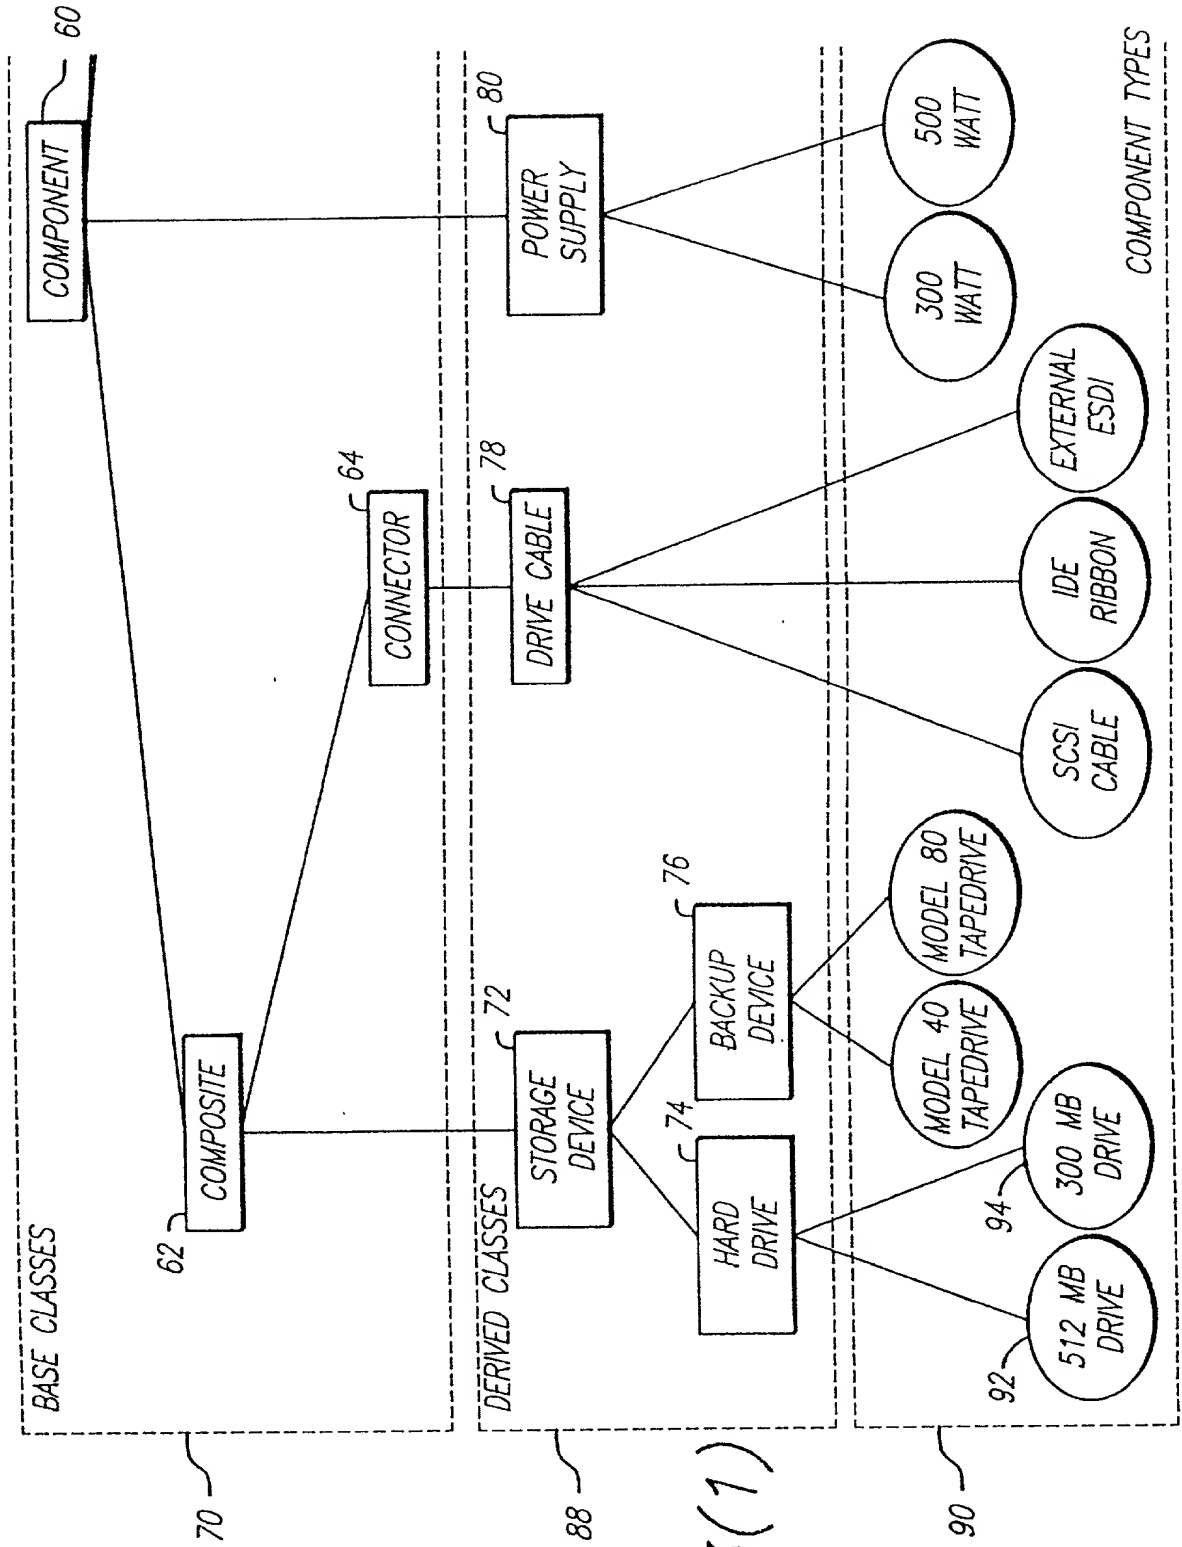 BASE CLASSES
70
COMPONENT
60
COMPOSITE
62
CONNECTOR
64
DERIVED CLASSES
88
STORAGE
DEVICE
72
DRIVE CABLE
78
POWER
SUPPLY
80
HARD
DRIVE
74
BACKUP
DEVICE
76
90
MODEL 40
TAPEDRIVE
MODEL 80
TAPEDRIVE
300
WATT
500
WATT
92
512 MB
DRIVE
94
300 MB
DRIVE
SCSI
CABLE
IDE
RIBBON
EXTERNAL
ESDI
COMPONENT TYPES
(1)